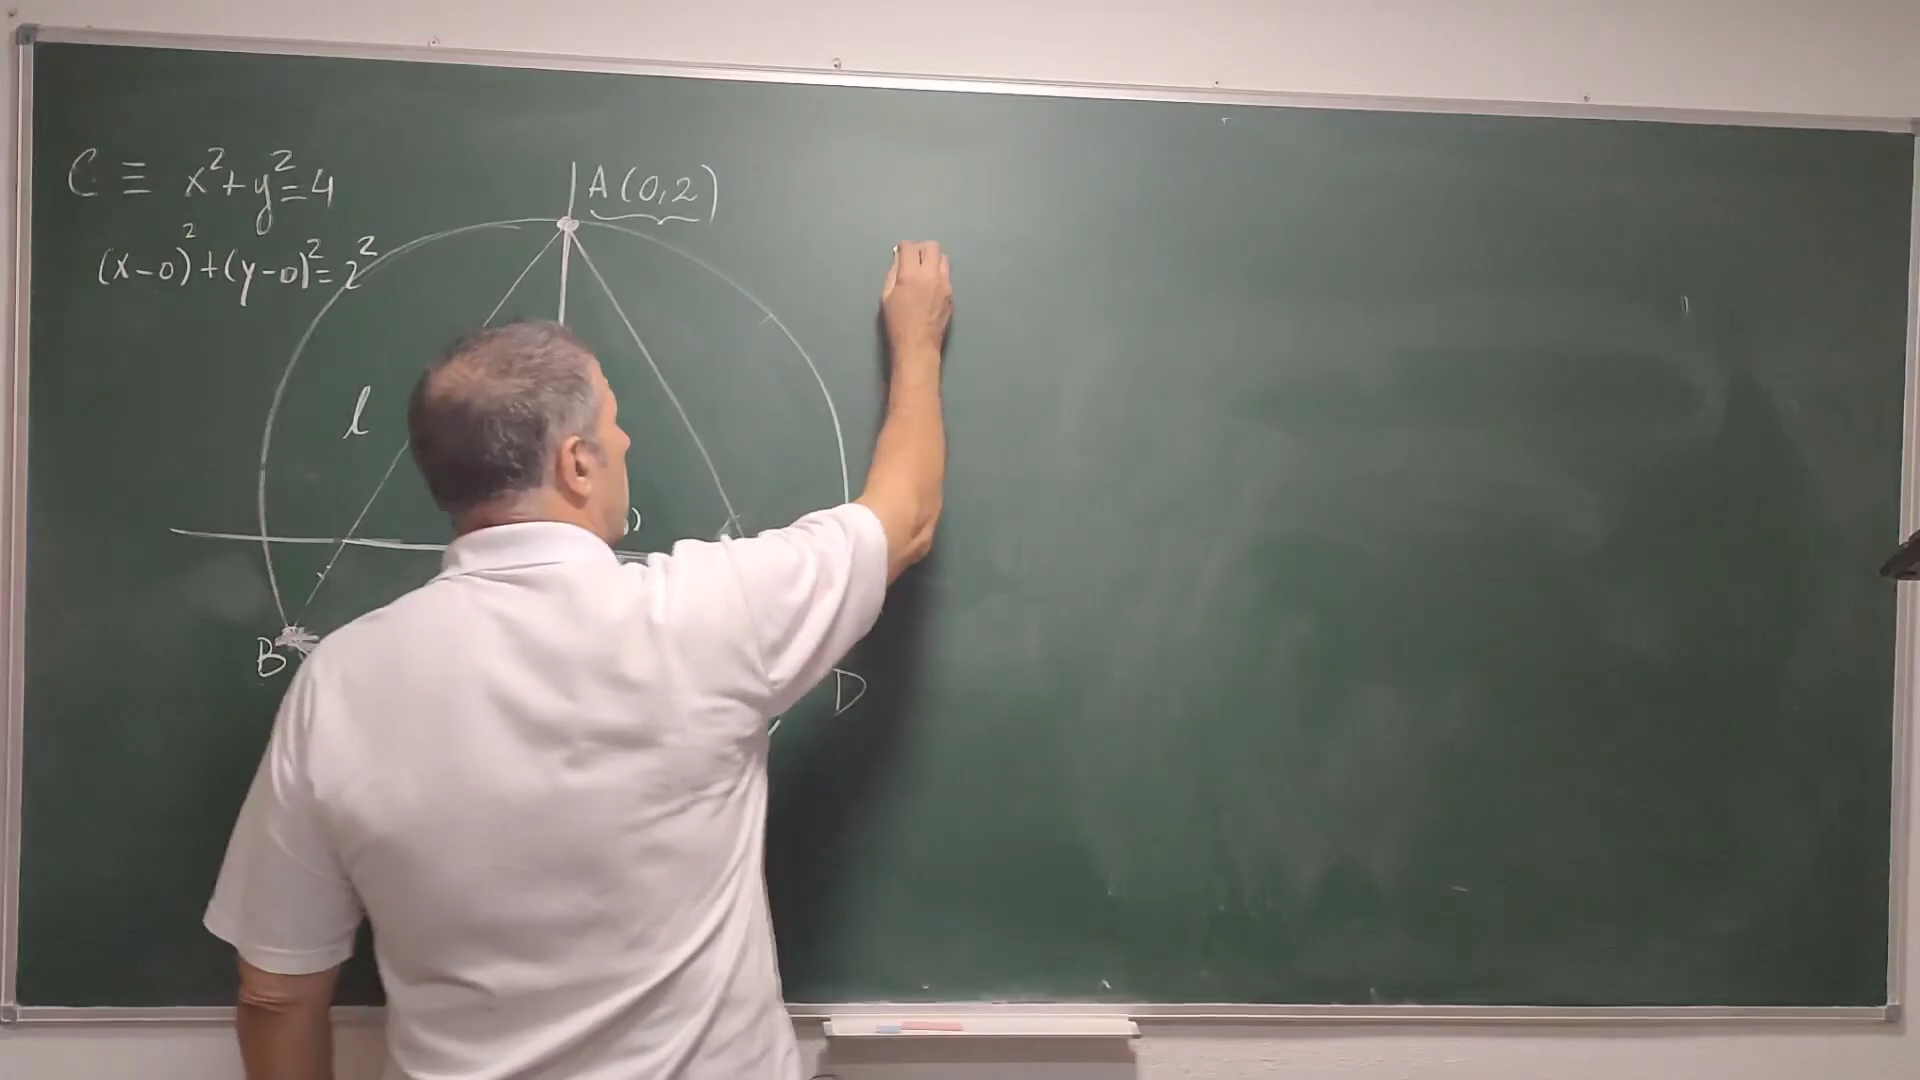 C ≡ x² + y² = 4
(x-0)² + (y-0)² = 2²
A(0,2)
l
B
D